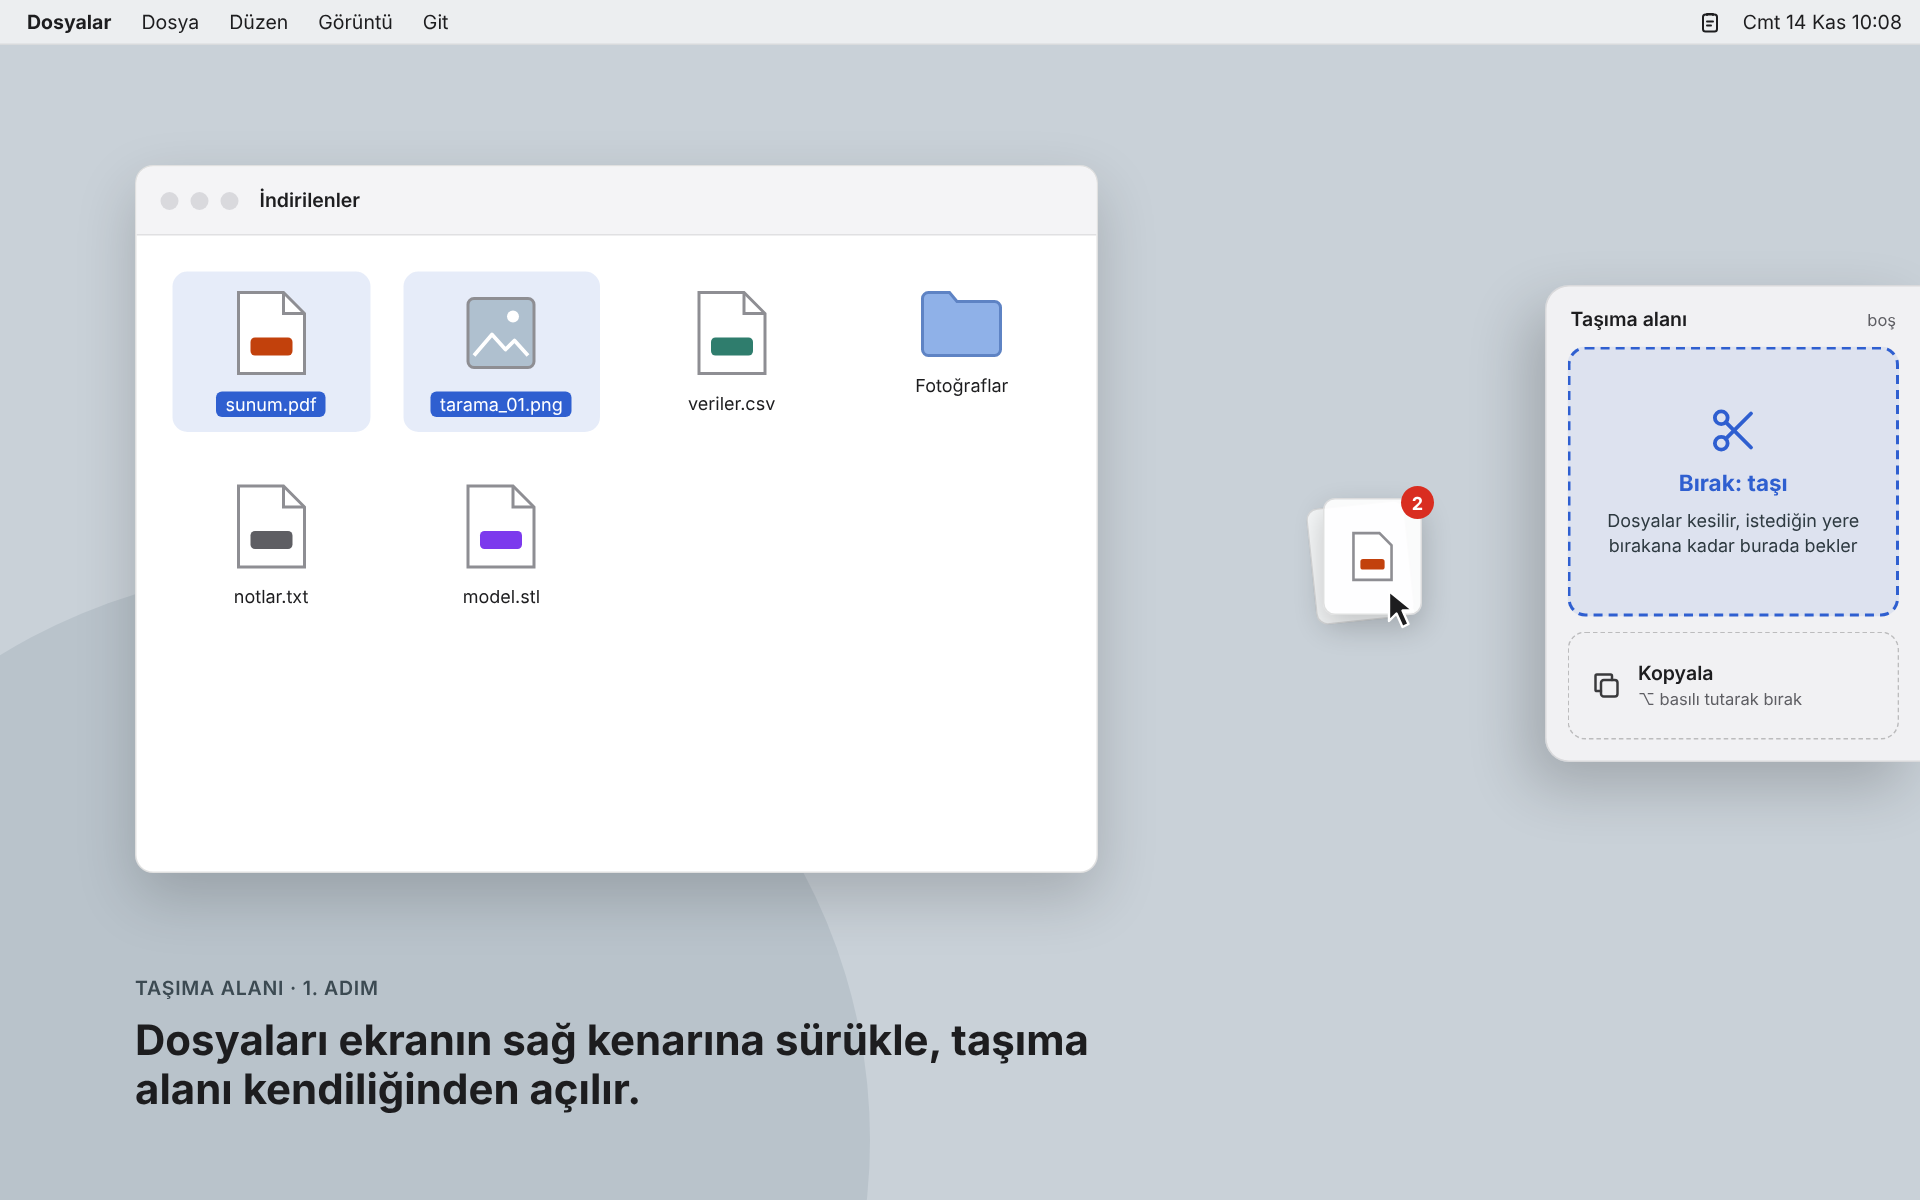 Dosyalar Dosya Düzen Görüntü Git Cmt 14 Kas 10:08
İndirilenler
sunum.pdf tarama_01.png veriler.csv Fotoğraflar
notlar.txt model.stl
2
Taşıma alanı boş
Bırak: taşı
Dosyalar kesilir, istediğin yere
bırakana kadar burada bekler
Kopyala
⌥ basılı tutarak bırak
TAŞIMA ALANI · 1. ADIM
Dosyaları ekranın sağ kenarına sürükle, taşıma
alanı kendiliğinden açılır.